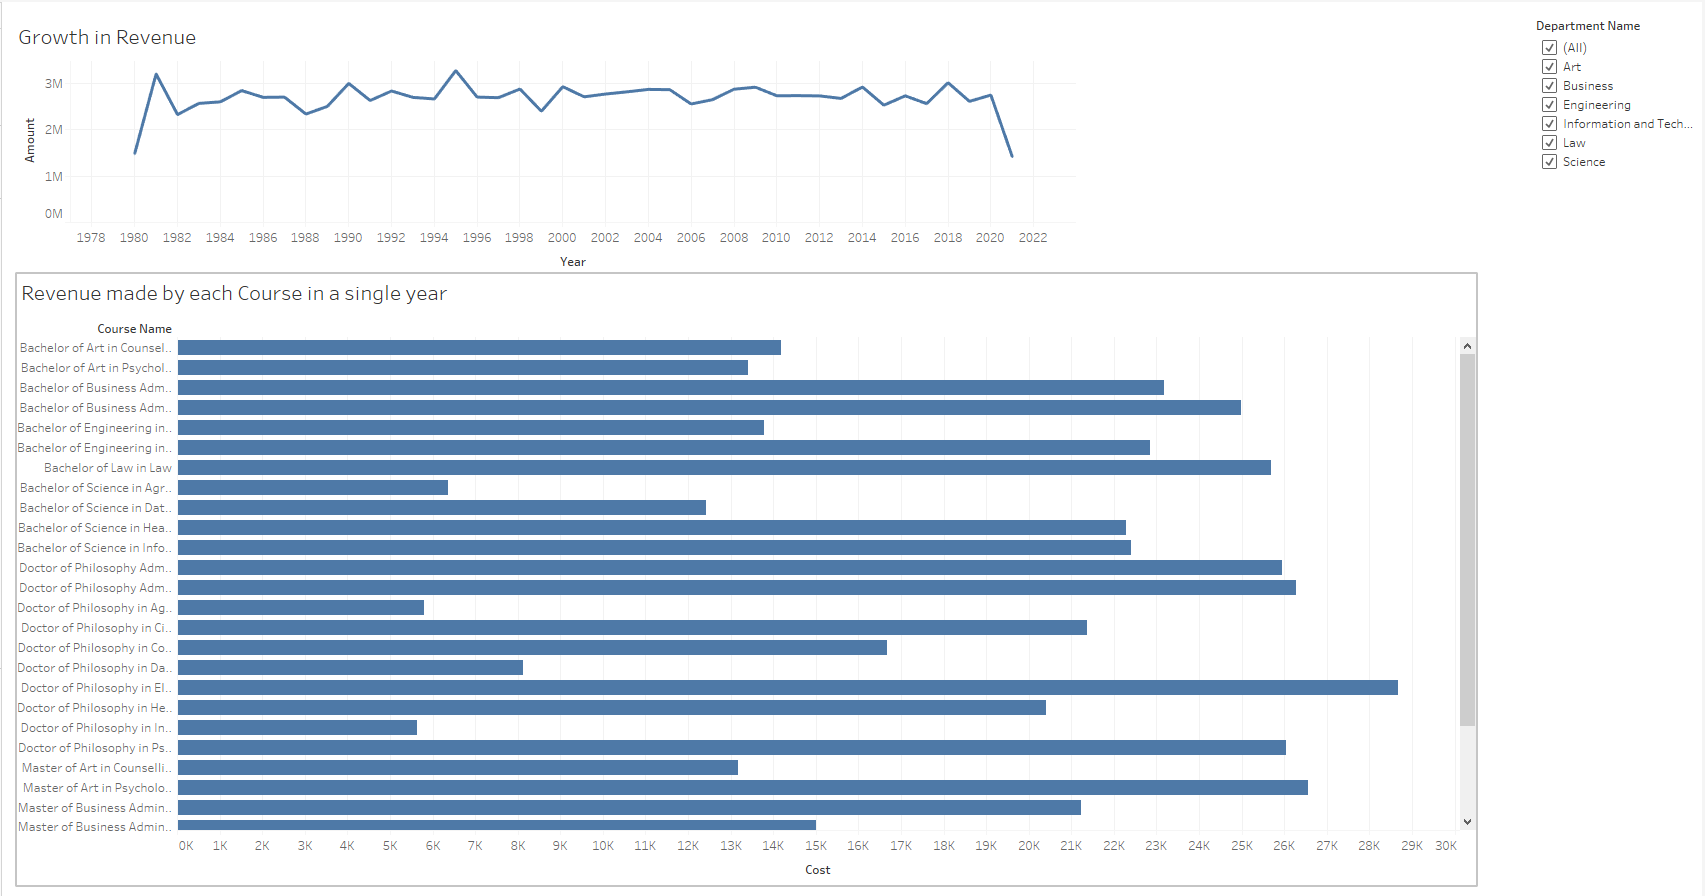 Growth in Revenue
Amount
3M
2M
1M
0M
1978 1980 1982 1984 1986 1988 1990 1992 1994 1996 1998 2000 2002 2004 2006 2008 2010 2012 2014 2016 2018 2020 2022
Year
Department Name
(All)
Art
Business
Engineering
Information and Tech...
Law
Science
Revenue made by each Course in a single year
Course Name
Bachelor of Art in Counsel..
Bachelor of Art in Psychol..
Bachelor of Business Adm..
Bachelor of Business Adm..
Bachelor of Engineering in..
Bachelor of Engineering in..
Bachelor of Law in Law
Bachelor of Science in Agr..
Bachelor of Science in Dat..
Bachelor of Science in Hea..
Bachelor of Science in Info..
Doctor of Philosophy Adm..
Doctor of Philosophy Adm..
Doctor of Philosophy in Ag..
Doctor of Philosophy in Ci..
Doctor of Philosophy in Co..
Doctor of Philosophy in Da..
Doctor of Philosophy in El..
Doctor of Philosophy in He..
Doctor of Philosophy in In..
Doctor of Philosophy in Ps..
Master of Art in Counselli..
Master of Art in Psycholo..
Master of Business Admin..
Master of Business Admin..
0K 1K 2K 3K 4K 5K 6K 7K 8K 9K 10K 11K 12K 13K 14K 15K 16K 17K 18K 19K 20K 21K 22K 23K 24K 25K 26K 27K 28K 29K 30K
Cost